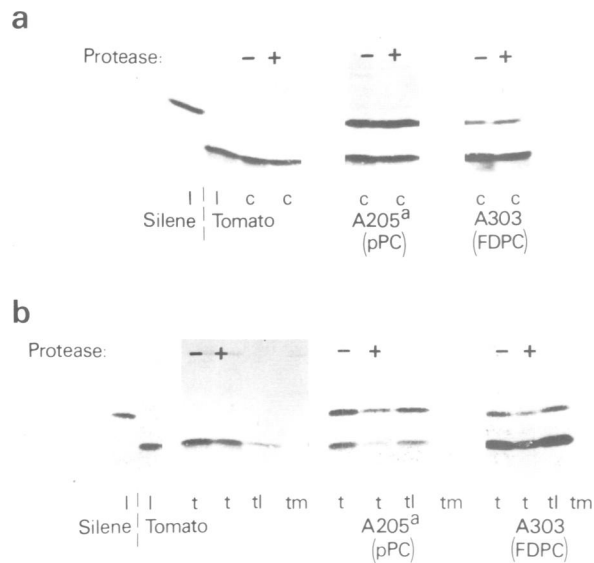 a
Protease: − + − + − +
l l c c c c c c
Silene Tomato A205a A303
(pPC) (FDPC)
b
Protease: − + − + − +
l l t t tl tm t t tl tm t t tl tm
Silene Tomato A205a A303
(pPC) (FDPC)